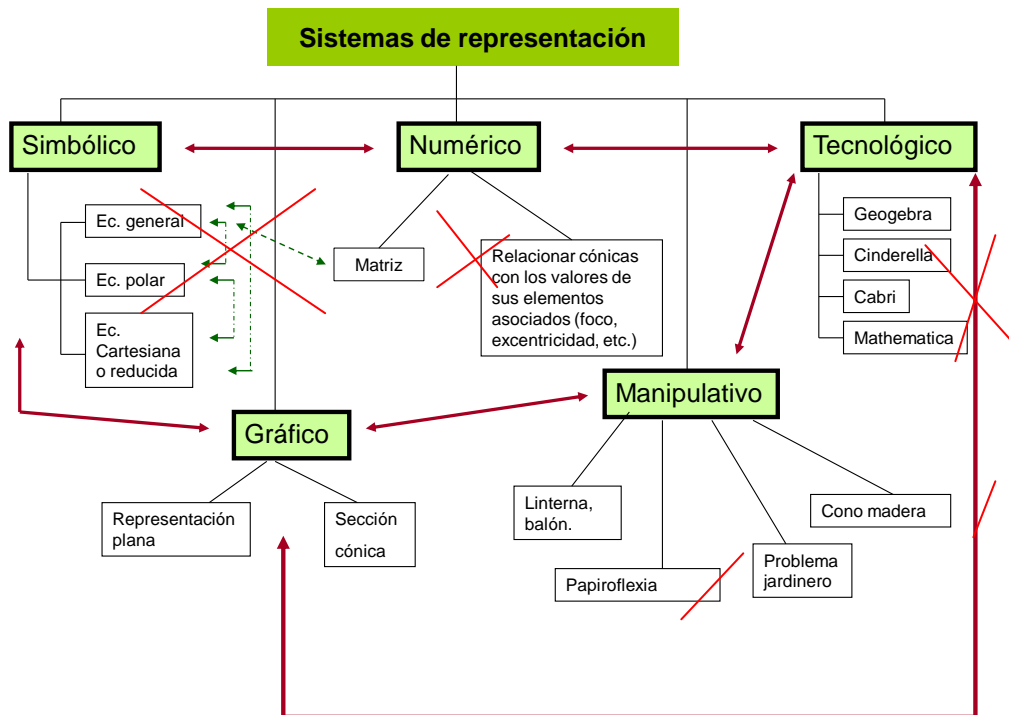 Sistemas de representación
Simbólico
Numérico
Tecnológico
Ec. general
Ec. polar
Ec.
Cartesiana
o reducida
Matriz
Relacionar cónicas
con los valores de
sus elementos
asociados (foco,
excentricidad, etc.)
Geogebra
Cinderella
Cabri
Mathematica
Gráfico
Manipulativo
Representación
plana
Sección
cónica
Linterna,
balón.
Papiroflexia
Problema
jardinero
Cono madera